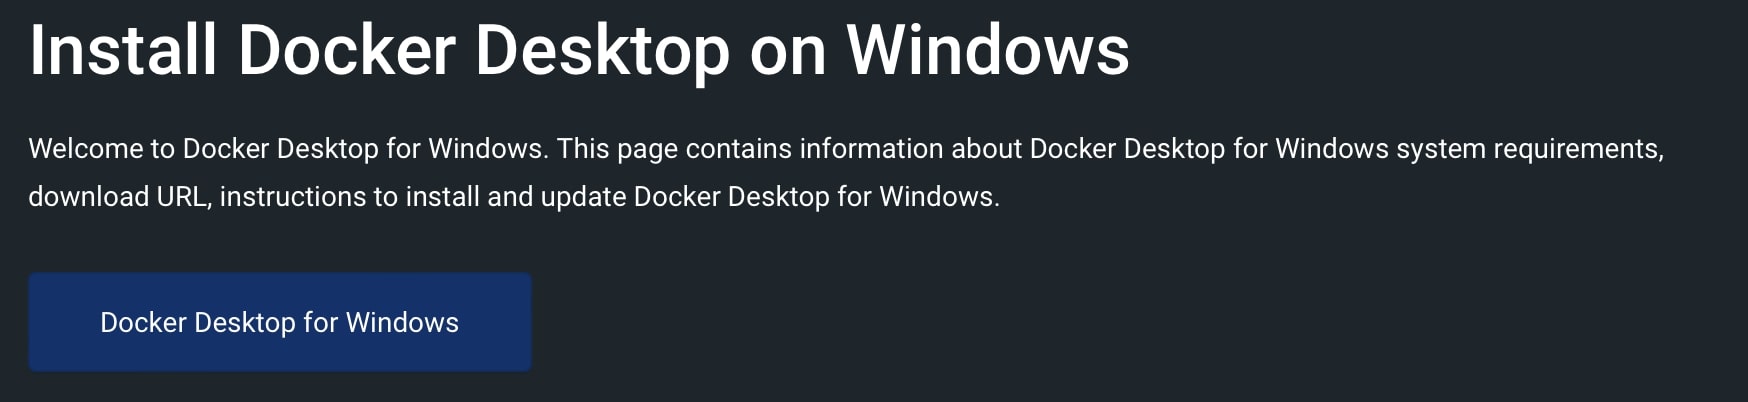 Install Docker Desktop on Windows
Welcome to Docker Desktop for Windows. This page contains information about Docker Desktop for Windows system requirements,
download URL, instructions to install and update Docker Desktop for Windows.
Docker Desktop for Windows